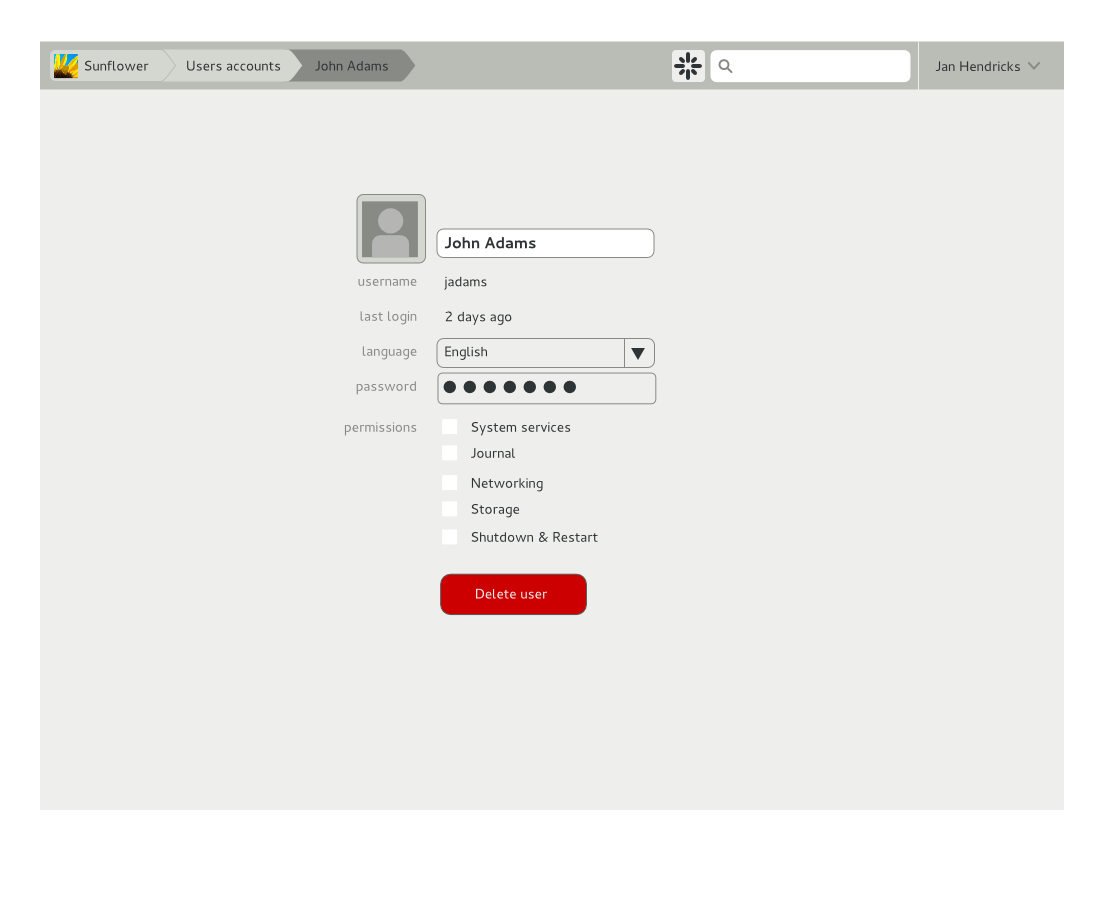 Sunflower Users accounts John Adams Jan Hendricks
John Adams
username jadams
last login 2 days ago
language English
password
permissions System services
Journal
Networking
Storage
Shutdown & Restart
Delete user